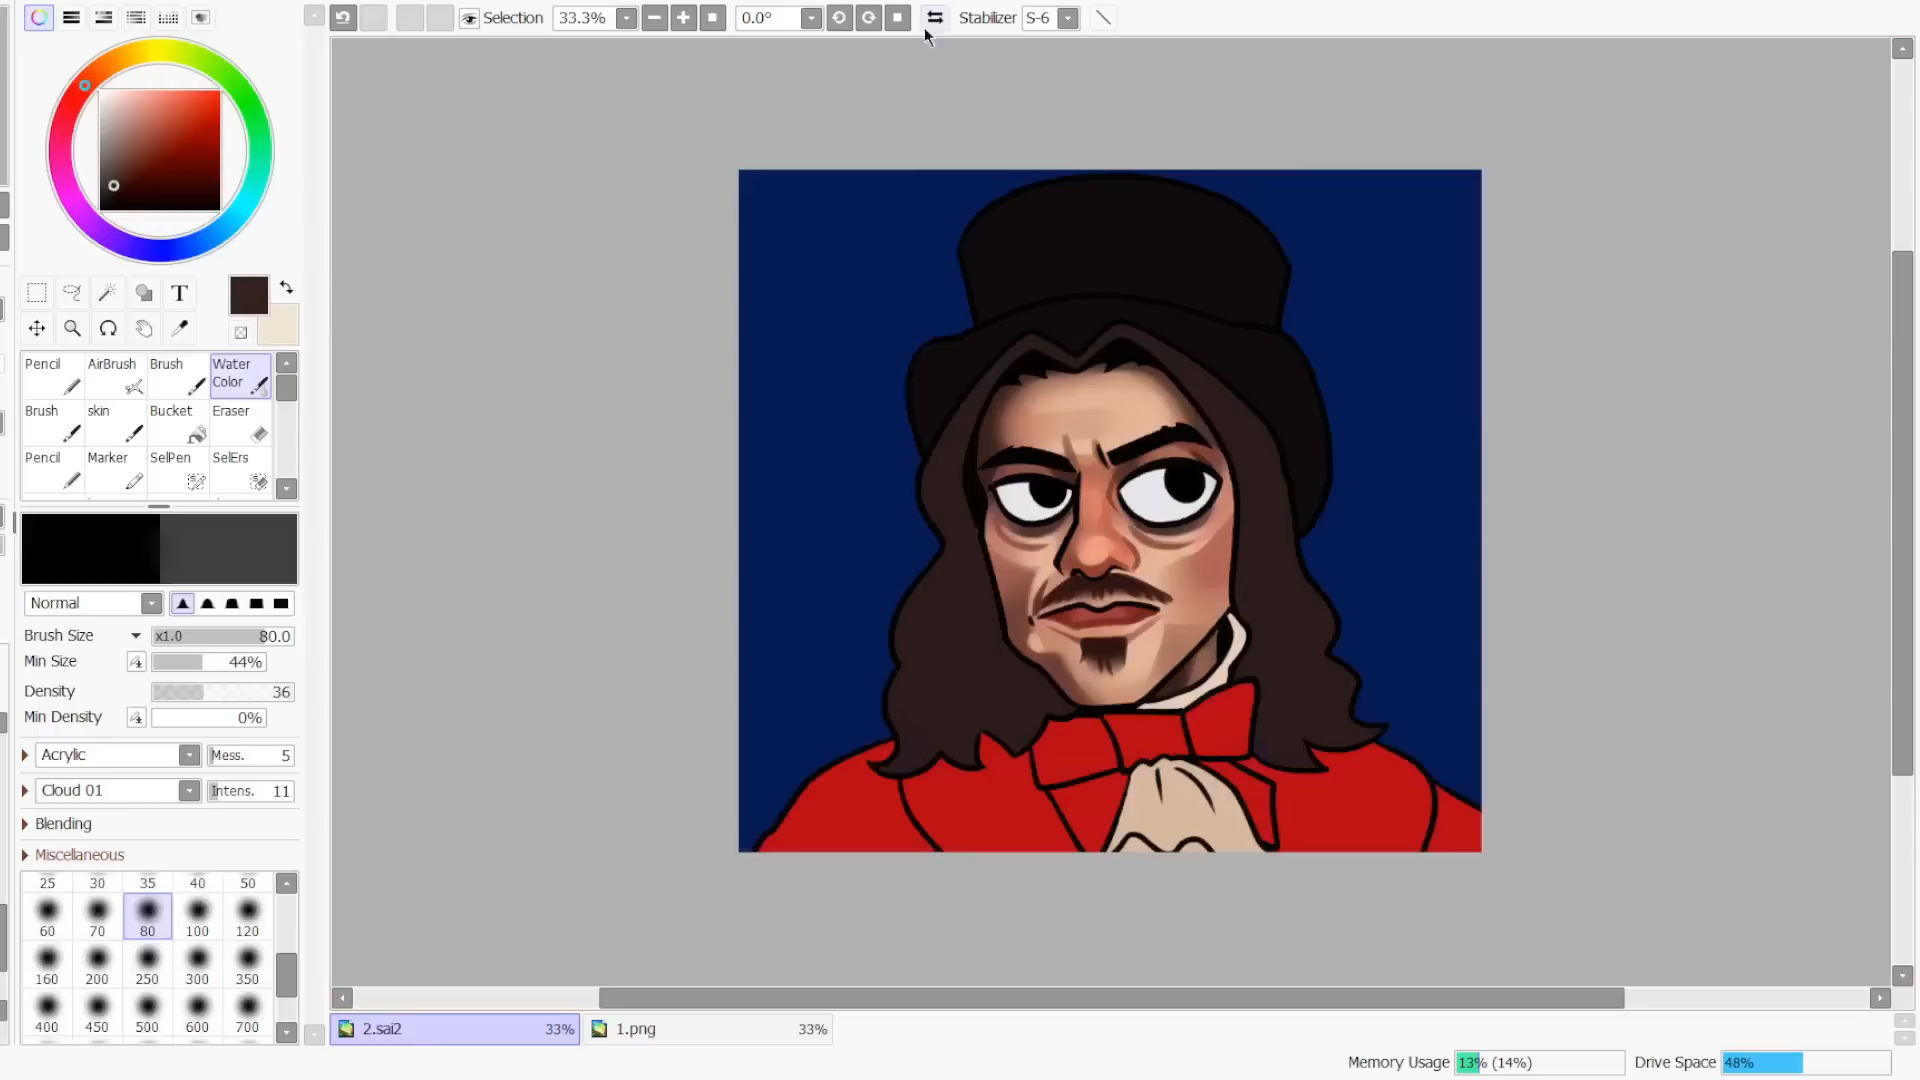 Selection 33.3% 0.0° Stabilizer S-6
T
Pencil AirBrush Brush Water Color
Brush skin Bucket Eraser
Pencil Marker SelPen SelErs
Normal
Brush Size x1.0 80.0
Min Size 44%
Density 36
Min Density 0%
Acrylic Mess. 5
Cloud 01 Intens. 11
Blending
Miscellaneous
25 30 35 40 50
60 70 80 100 120
160 200 250 300 350
400 450 500 600 700
2.sai2 33% 1.png 33%
Memory Usage 13% (14%) Drive Space 48%